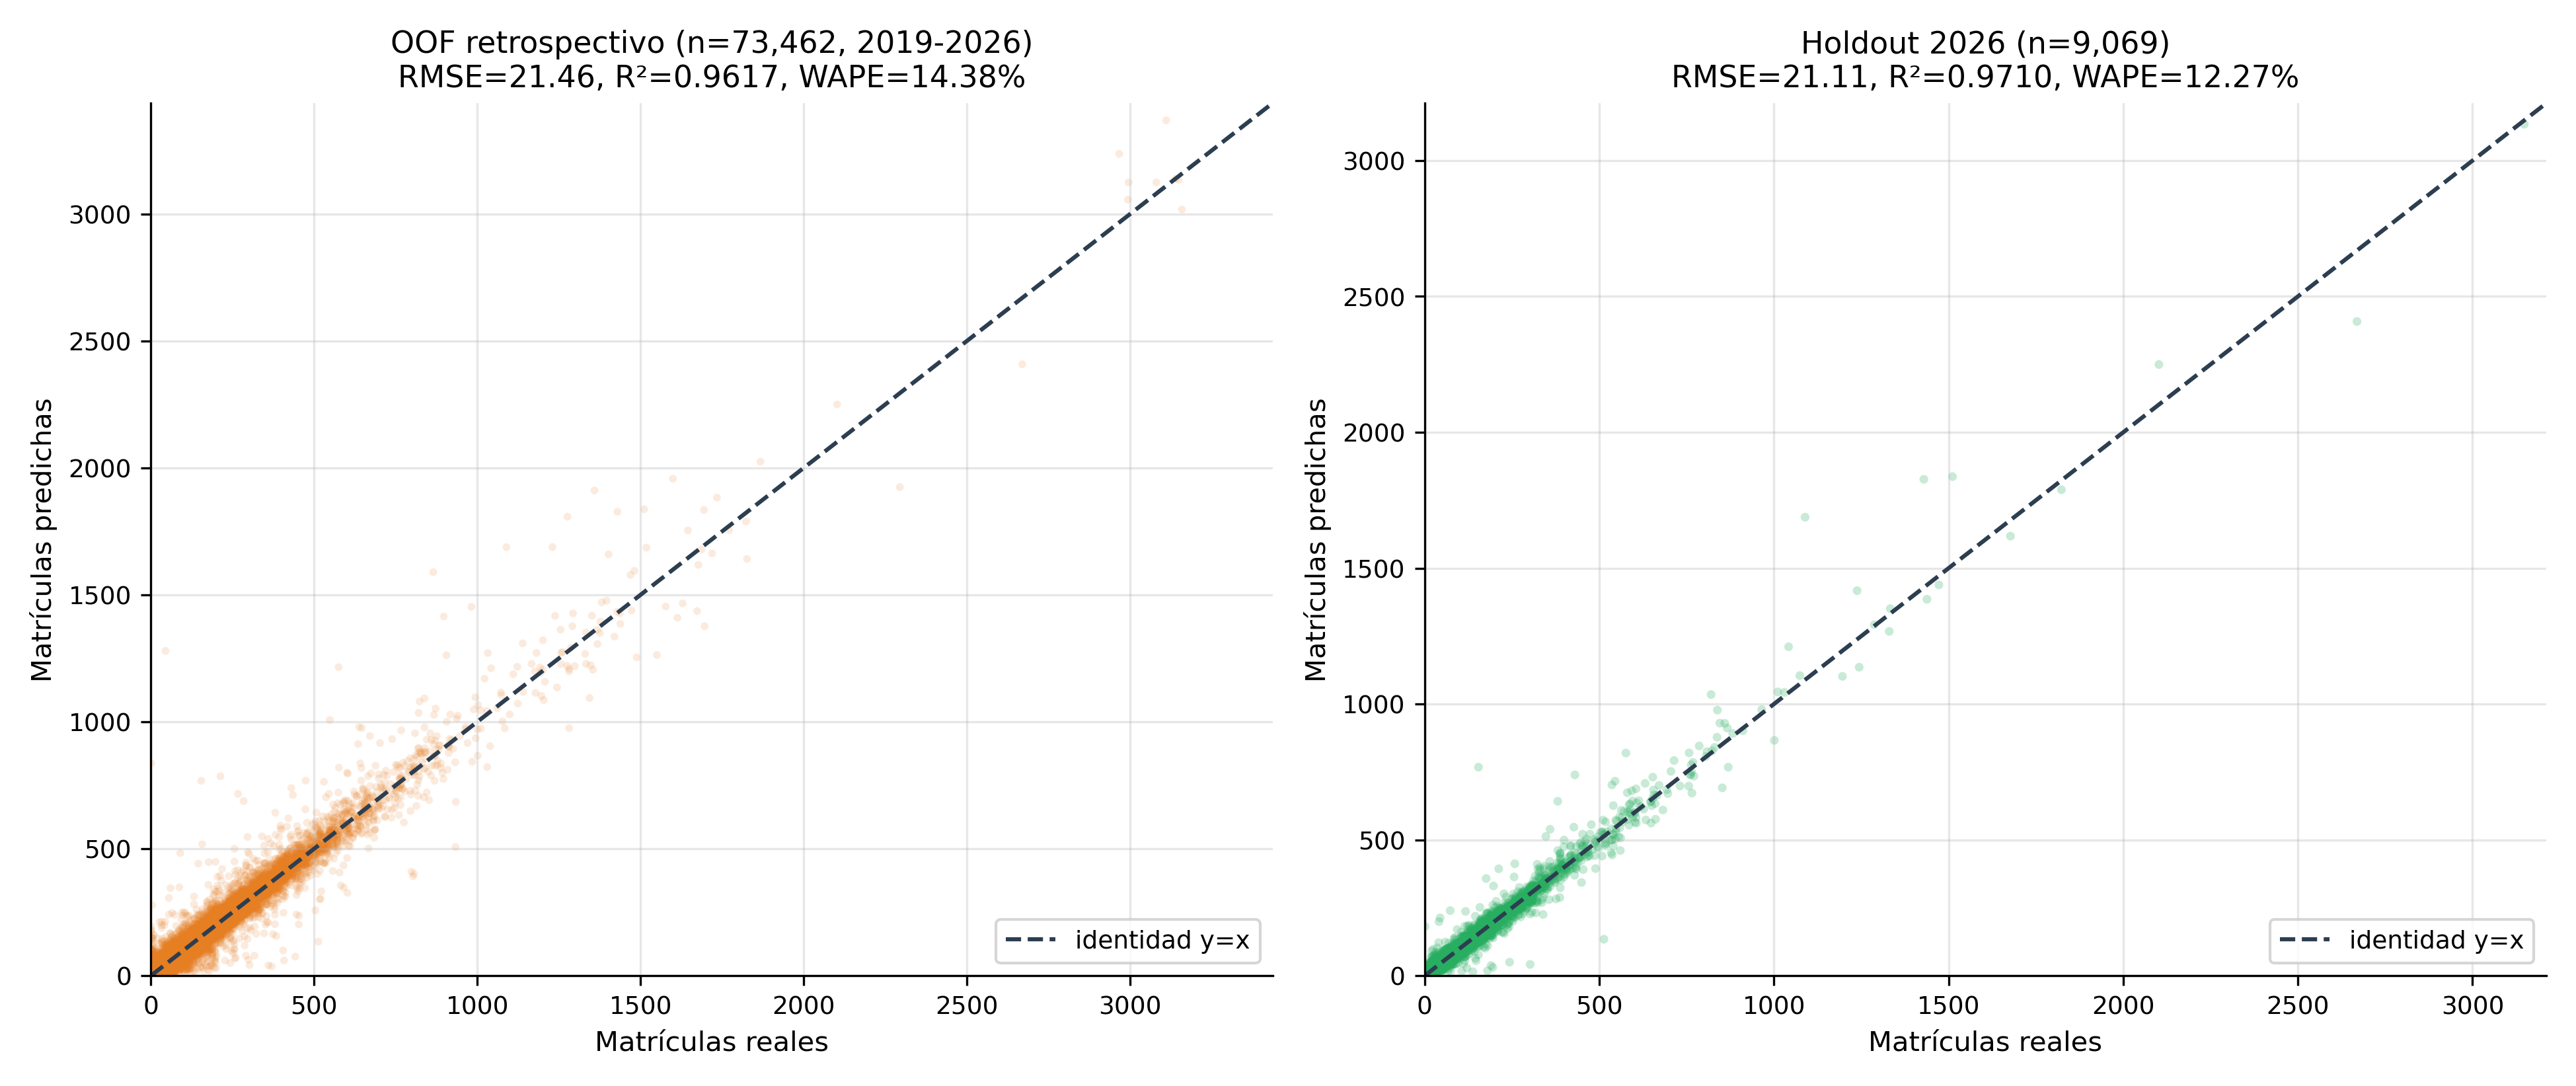 OOF retrospectivo (n=73,462, 2019-2026)
RMSE=21.46, R²=0.9617, WAPE=14.38%
Matrículas predichas
3000
2500
2000
1500
1000
500
0
0 500 1000 1500 2000 2500 3000
Matrículas reales
identidad y=x
Holdout 2026 (n=9,069)
RMSE=21.11, R²=0.9710, WAPE=12.27%
Matrículas predichas
3000
2500
2000
1500
1000
500
0
0 500 1000 1500 2000 2500 3000
Matrículas reales
identidad y=x